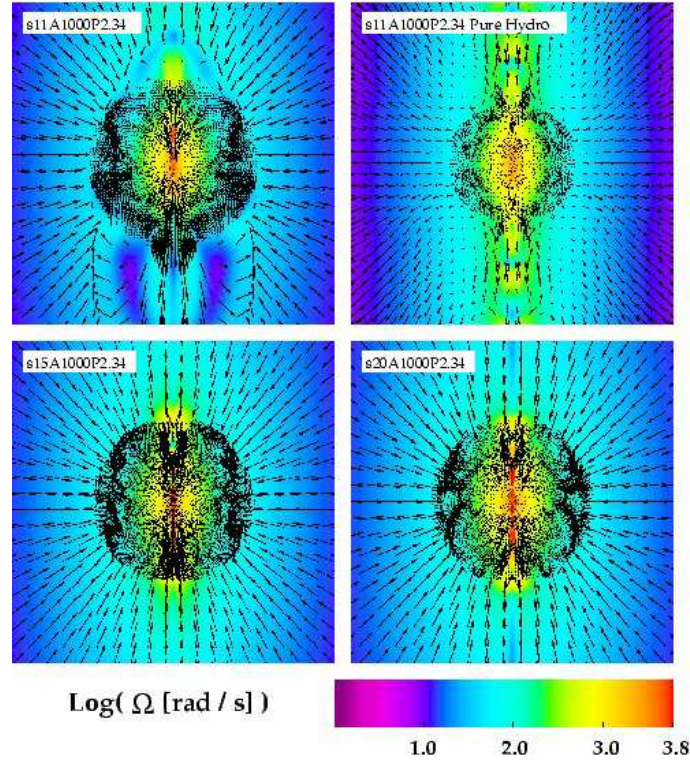 s11A1000P2.34
s11A1000P2.34 Pure Hydro
s15A1000P2.34
s20A1000P2.34
Log( Ω [rad / s] )
1.0 2.0 3.0 3.8